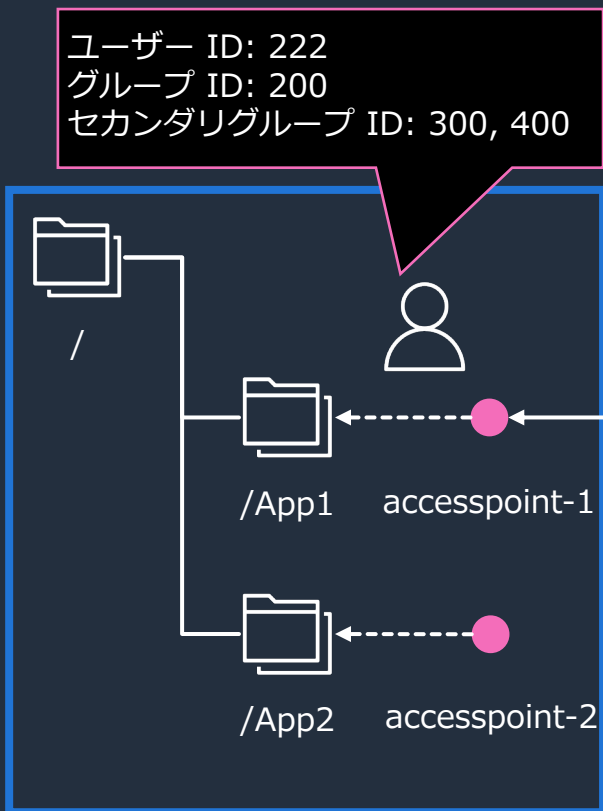 ユーザー ID: 222
グループ ID: 200
セカンダリグループ ID: 300, 400
/
/App1
accesspoint-1
/App2
accesspoint-2